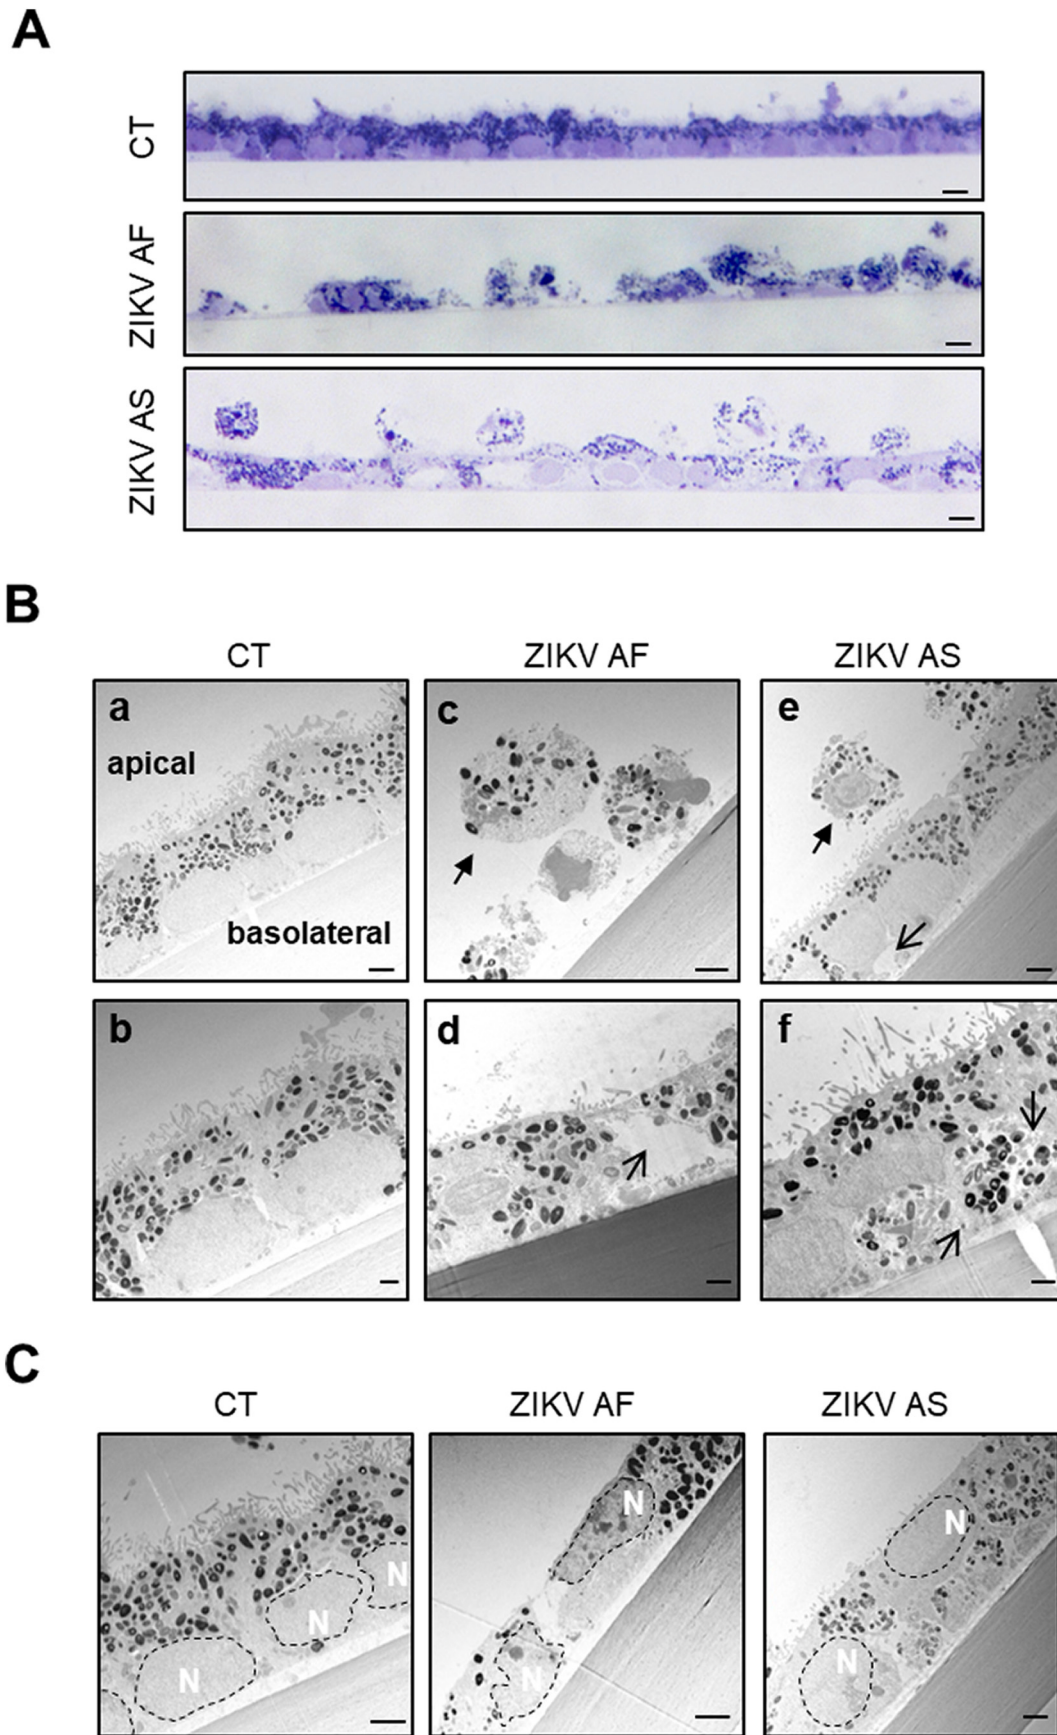 A
CT
ZIKV AF
ZIKV AS
B
CT ZIKV AF ZIKV AS
a c e
apical
basolateral
b d f
C
CT ZIKV AF ZIKV AS
N N N N N N N